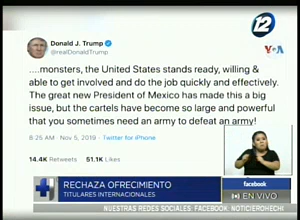 12
Donald J. Trump
@realDonaldTrump
VOA
....monsters, the United States stands ready, willing &
able to get involved and do the job quickly and effectively.
The great new President of Mexico has made this a big
issue, but the cartels have become so large and powerful
that you sometimes need an army to defeat an army!
8:25 AM · Nov 5, 2019 · Twitter for iPhone
14.4K Retweets 51.1K Likes
RECHAZA OFRECIMIENTO
TITULARES INTERNACIONALES
facebook
EN VIVO
NUESTRAS REDES SOCIALES: FACEBOOK: NOTICIEROHECHI